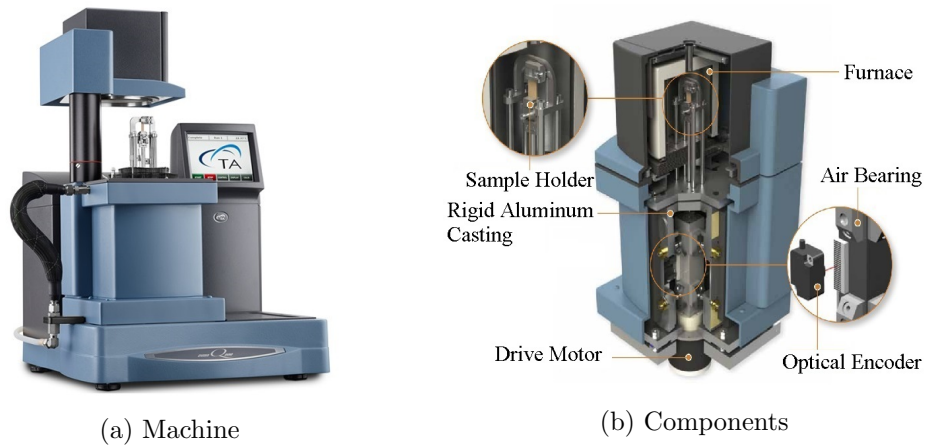 TA
Q
Furnace
Sample Holder
Air Bearing
Rigid Aluminum
Casting
Drive Motor
Optical Encoder
(a) Machine
(b) Components